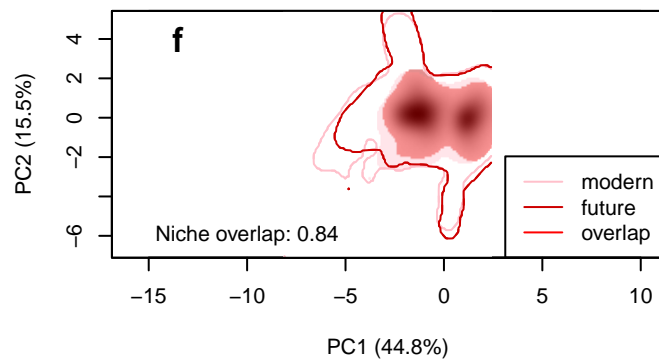 f
4
2
0
−2
−4
−6
PC2 (15.5%)
modern
future
overlap
Niche overlap: 0.84
−15 −10 −5 0 5 10
PC1 (44.8%)